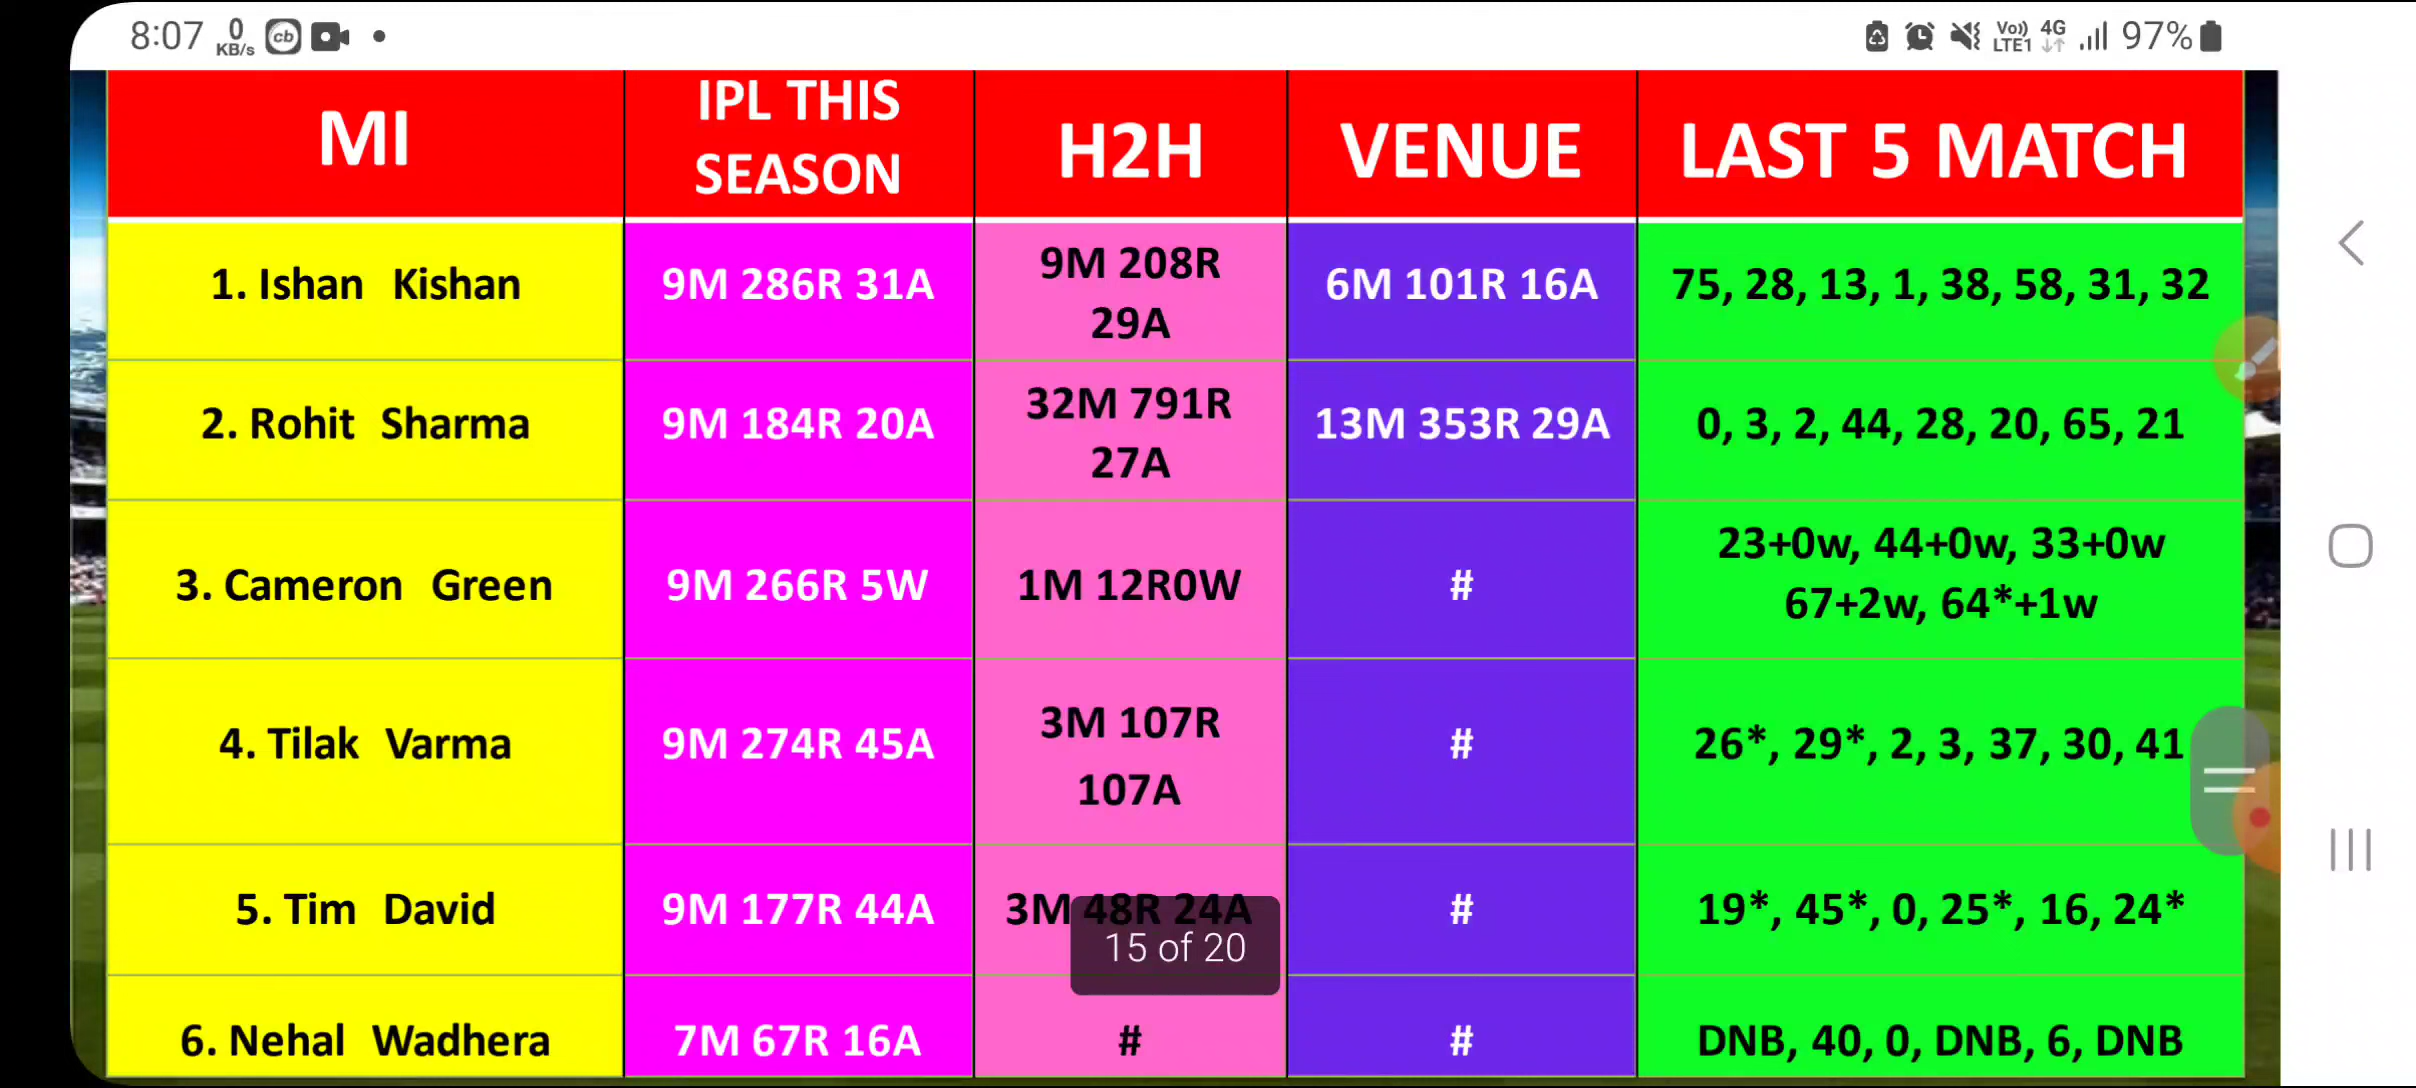 8:07 0 KB/s cb Vo)) LTE1 4G 97%
MI
IPL THIS
SEASON
H2H
VENUE
LAST 5 MATCH
1. Ishan Kishan
9M 286R 31A
9M 208R
29A
6M 101R 16A
75, 28, 13, 1, 38, 58, 31, 32
2. Rohit Sharma
9M 184R 20A
32M 791R
27A
13M 353R 29A
0, 3, 2, 44, 28, 20, 65, 21
3. Cameron Green
9M 266R 5W
1M 12R0W
#
23+0w, 44+0w, 33+0w
67+2w, 64*+1w
4. Tilak Varma
9M 274R 45A
3M 107R
107A
#
26*, 29*, 2, 3, 37, 30, 41
5. Tim David
9M 177R 44A
3M 48R 24A
#
19*, 45*, 0, 25*, 16, 24*
15 of 20
6. Nehal Wadhera
7M 67R 16A
#
#
DNB, 40, 0, DNB, 6, DNB